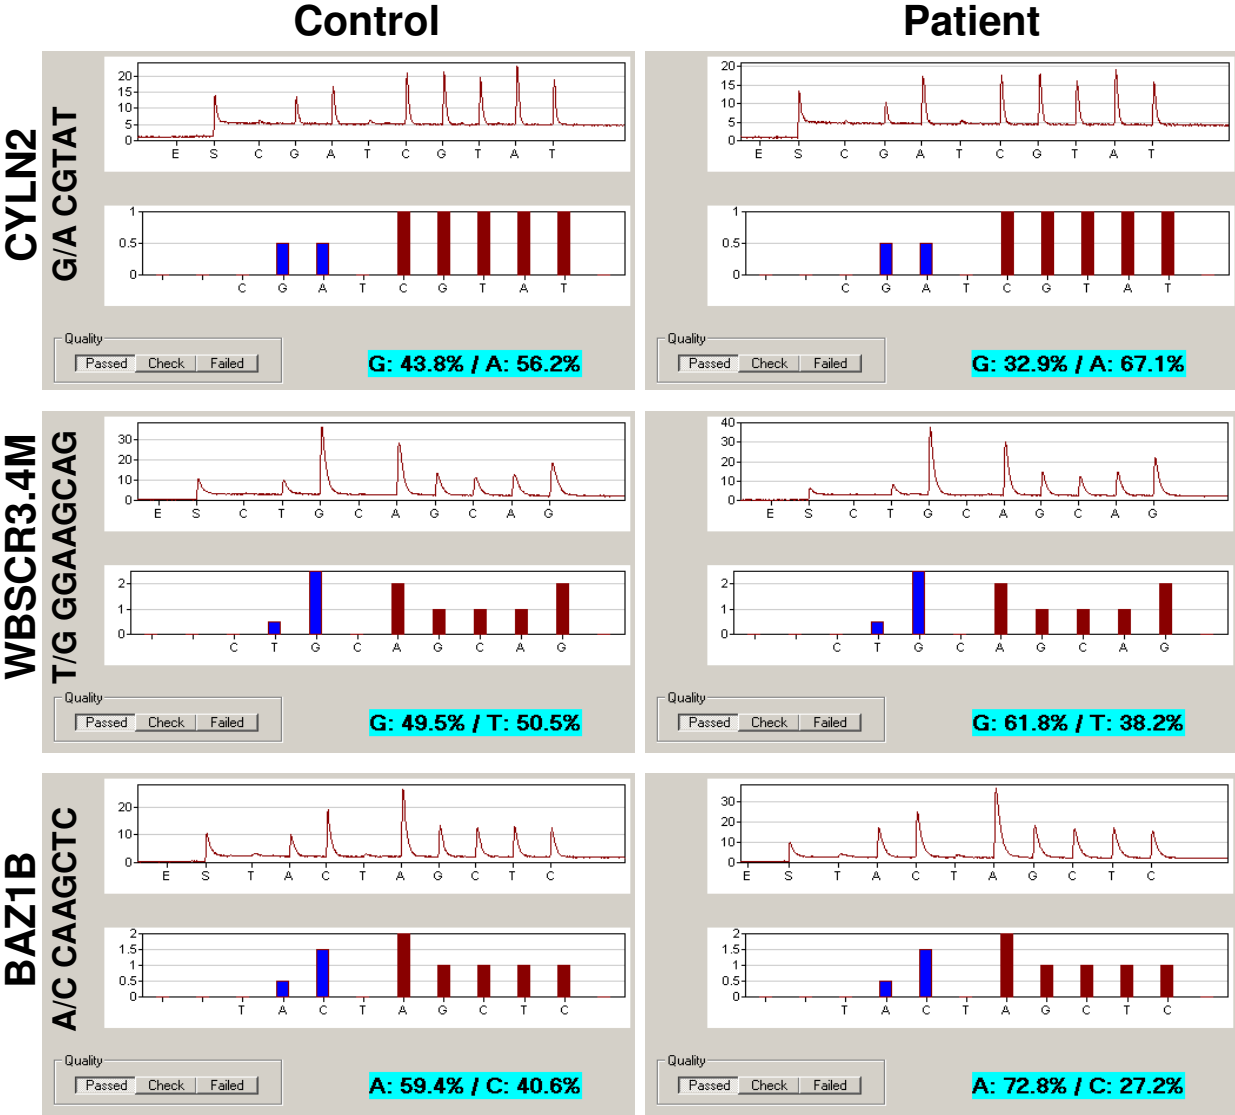 Control Patient
CYLN2
G/A CGTAT
20
15
10
5
0
E S C G A T C G T A T
1
0.5
0
C G A T C G T A T
Quality
Passed Check Failed
G: 43.8% / A: 56.2%
20
15
10
5
0
E S C G A T C G T A T
1
0.5
0
C G A T C G T A T
Quality
Passed Check Failed
G: 32.9% / A: 67.1%
WBSCR3.4M
T/G GGAAGCAG
30
20
10
0
E S C T G C A G C A G
2
1
0
C T G C A G C A G
Quality
Passed Check Failed
G: 49.5% / T: 50.5%
40
30
20
10
0
E S C T G C A G C A G
2
1
0
C T G C A G C A G
Quality
Passed Check Failed
G: 61.8% / T: 38.2%
BAZ1B
A/C CAAGCTC
20
10
0
E S T A C T A G C T C
2
1.5
1
0.5
0
T A C T A G C T C
Quality
Passed Check Failed
A: 59.4% / C: 40.6%
30
20
10
0
E S T A C T A G C T C
2
1.5
1
0.5
0
T A C T A G C T C
Quality
Passed Check Failed
A: 72.8% / C: 27.2%